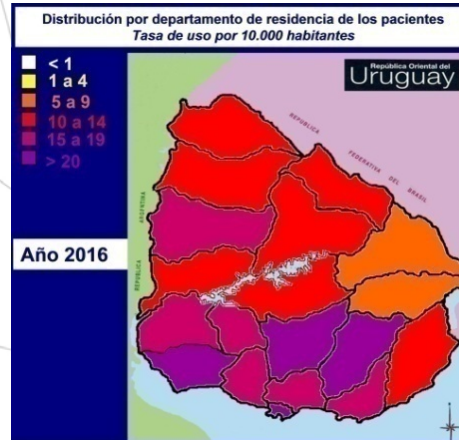 Distribución por departamento de residencia de los pacientes
Tasa de uso por 10.000 habitantes
< 1
1 a 4
5 a 9
10 a 14
15 a 19
> 20
República Oriental del
Uruguay
REPUBLICA
FEDERATIVA
DEL
BRASIL
ARGENTINA
REPUBLICA
Año 2016